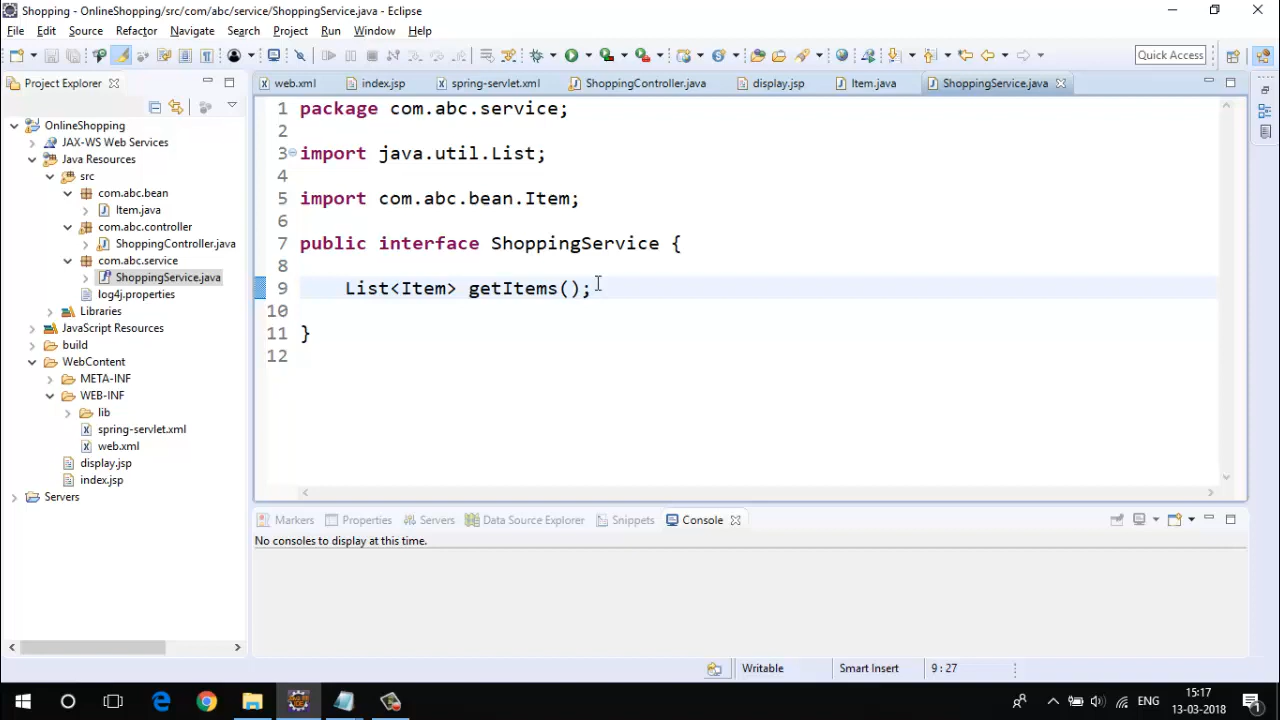 Shopping - OnlineShopping/src/com/abc/service/ShoppingService.java - Eclipse
File Edit Source Refactor Navigate Search Project Run Window Help
Quick Access
Project Explorer
web.xml index.jsp spring-servlet.xml ShoppingController.java display.jsp Item.java ShoppingService.java
OnlineShopping
JAX-WS Web Services
Java Resources
src
com.abc.bean
Item.java
com.abc.controller
ShoppingController.java
com.abc.service
ShoppingService.java
log4j.properties
Libraries
JavaScript Resources
build
WebContent
META-INF
WEB-INF
lib
spring-servlet.xml
web.xml
display.jsp
index.jsp
Servers
1 package com.abc.service;
2
3 import java.util.List;
4
5 import com.abc.bean.Item;
6
7 public interface ShoppingService {
8
9 List<Item> getItems();
10
11 }
12
Markers Properties Servers Data Source Explorer Snippets Console
No consoles to display at this time.
Writable Smart Insert 9 : 27
ENG 15:17
13-03-2018 1